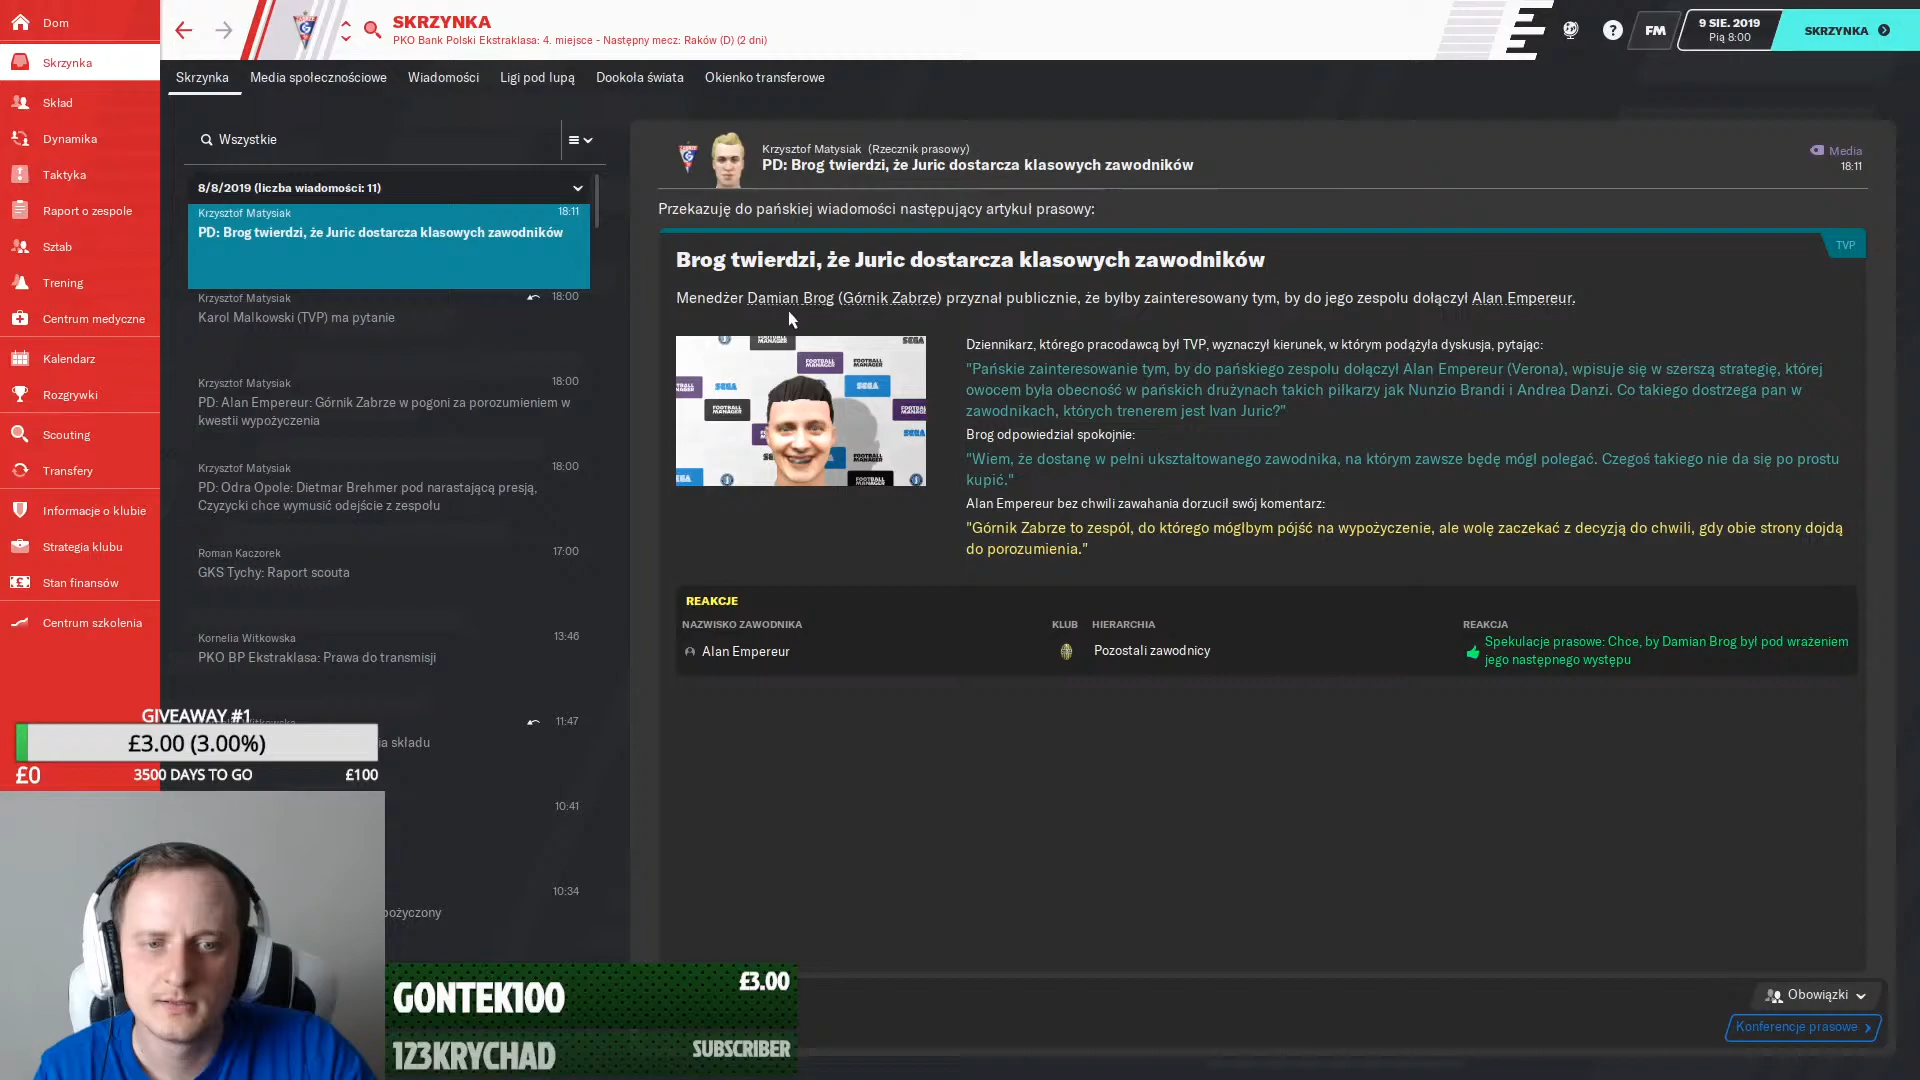 Dom
Skrzynka
Skład
Dynamika
Taktyka
Raport o zespole
Sztab
Trening
Centrum medyczne
Kalendarz
Rozgrywki
Scouting
Transfery
Informacje o klubie
Strategia klubu
Stan finansów
Centrum szkolenia
SKRZYNKA
PKO Bank Polski Ekstraklasa: 4. miejsce - Następny mecz: Raków (D) (2 dni)
FM
9 SIE. 2019
Pią 8:00
SKRZYNKA
Skrzynka Media społecznościowe Wiadomości Ligi pod lupą Dookoła świata Okienko transferowe
Wszystkie
8/8/2019 (liczba wiadomości: 11)
Krzysztof Matysiak 18:11
PD: Brog twierdzi, że Juric dostarcza klasowych zawodników
Krzysztof Matysiak 18:00
Karol Malkowski (TVP) ma pytanie
Krzysztof Matysiak 18:00
PD: Alan Empereur: Górnik Zabrze w pogoni za porozumieniem w
kwestii wypożyczenia
Krzysztof Matysiak 18:00
PD: Odra Opole: Dietmar Brehmer pod narastającą presją,
Czyzycki chce wymusić odejście z zespołu
Roman Kaczorek 17:00
GKS Tychy: Raport scouta
Kornelia Witkowska 13:46
PKO BP Ekstraklasa: Prawa do transmisji
11:47
składu
10:41
10:34
Krzysztof Matysiak (Rzecznik prasowy)
PD: Brog twierdzi, że Juric dostarcza klasowych zawodników
Media
18:11
Przekazuję do pańskiej wiadomości następujący artykuł prasowy:
TVP
Brog twierdzi, że Juric dostarcza klasowych zawodników
Menedżer Damian Brog (Górnik Zabrze) przyznał publicznie, że byłby zainteresowany tym, by do jego zespołu dołączył Alan Empereur.
FOOTBALL MANAGER
SEGA
Dziennikarz, którego pracodawcą był TVP, wyznaczył kierunek, w którym podążyła dyskusja, pytając:
"Pańskie zainteresowanie tym, by do pańskiego zespołu dołączył Alan Empereur (Verona), wpisuje się w szerszą strategię, której
owocem była obecność w pańskich drużynach takich piłkarzy jak Nunzio Brandi i Andrea Danzi. Co takiego dostrzega pan w
zawodnikach, których trenerem jest Ivan Juric?"
Brog odpowiedział spokojnie:
"Wiem, że dostanę w pełni ukształtowanego zawodnika, na którym zawsze będę mógł polegać. Czegoś takiego nie da się po prostu
kupić."
Alan Empereur bez chwili zawahania dorzucił swój komentarz:
"Górnik Zabrze to zespół, do którego mógłbym pójść na wypożyczenie, ale wolę zaczekać z decyzją do chwili, gdy obie strony dojdą
do porozumienia."
REAKCJE
NAZWISKO ZAWODNIKA KLUB HIERARCHIA REAKCJA
Alan Empereur Pozostali zawodnicy Spekulacje prasowe: Chce, by Damian Brog był pod wrażeniem
jego następnego występu
Obowiązki
Konferencje prasowe
GIVEAWAY #1
£3.00 (3.00%)
£0 3500 DAYS TO GO £100
GONTEK100 £3.00
123KRYCHAD SUBSCRIBER